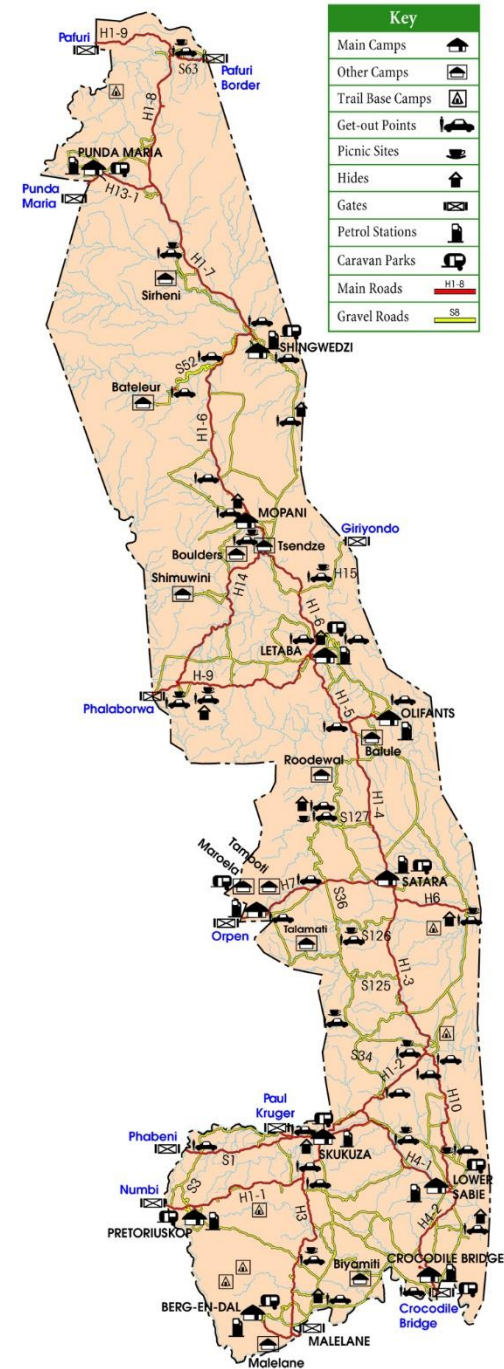 Key
Main Camps
Other Camps
Trail Base Camps
Get-out Points
Picnic Sites
Hides
Gates
Petrol Stations
Caravan Parks
Main Roads H1-8
Gravel Roads S8
Pafuri
H1-9
S63
Pafuri
Border
H1-8
PUNDA MARIA
Punda
Maria
H13-1
H1-7
Sirheni
SHINGWEDZI
S52
Bateleur
H1-6
MOPANI
Giriyondo
Tsendze
Boulders
H15
Shimuwini
H14
H1-6
LETABA
H-9
Phalaborwa
H1-5
OLIFANTS
Balule
Roodewal
H1-4
S127
Tamboti
Maroela
H7
SATARA
S36
H6
Orpen
Talamati
S126
H1-3
S125
S34
H1-2
H10
Paul
Kruger
Phabeni
SKUKUZA
S1
H4-1
LOWER
SABIE
Numbi
S3
H1-1
H3
H4-2
PRETORIUSKOP
Biyamiti
CROCODILE BRIDGE
BERG-EN-DAL
Crocodile
Bridge
MALELANE
Malelane